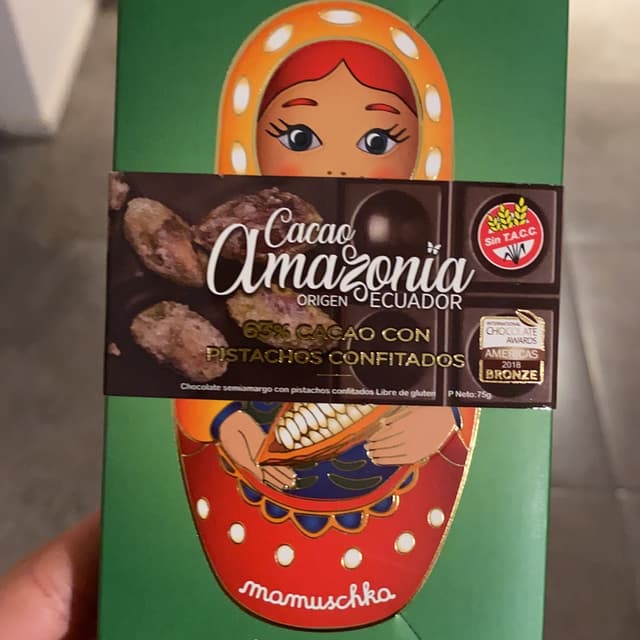 Cacao
Amazonia
ORIGEN ECUADOR
65% CACAO CON
PISTACHOS CONFITADOS
Chocolate semiamargo con pistachos confitados Libre de gluten P Neto: 75g
Sin T.A.C.C.
INTERNATIONAL
CHOCOLATE
AWARDS
AMERICAS
2018
BRONZE
mamuschka